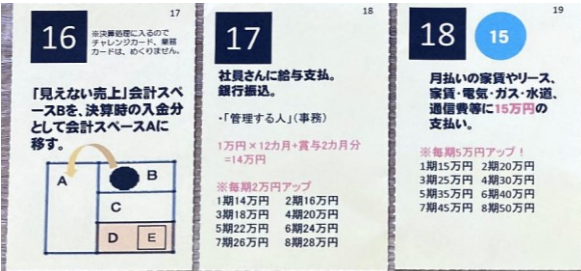 17
16
※決算処理に入るので
チャレンジカード、業務
カードは、めくりません。
「見えない売上」会計スペ
ースBを、決算時の入金分
として会計スペースAに
移す。
A
B
C
D
E
18
17
社員さんに給与支払。
銀行振込。
・「管理する人」(事務)
1万円×12カ月+賞与2カ月分
=14万円
※毎期2万円アップ
1期14万円 2期16万円
3期18万円 4期20万円
5期22万円 6期24万円
7期26万円 8期28万円
19
18
15
月払いの家賃やリース、
家賃・電気・ガス・水道、
通信費等に15万円の
支払い。
※毎期5万円アップ!
1期15万円 2期20万円
3期25万円 4期30万円
5期35万円 6期40万円
7期45万円 8期50万円